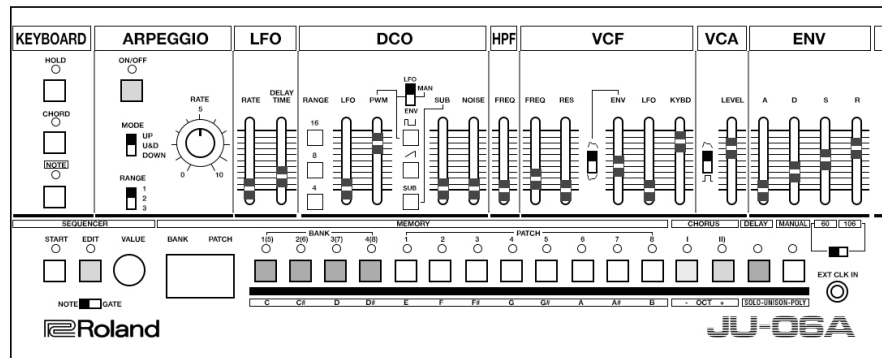 KEYBOARD ARPEGGIO LFO DCO HPF VCF VCA ENV
HOLD ON/OFF
LFO MAN
RATE 5 RATE DELAY TIME RANGE LFO PWM SUB NOISE FREQ FREQ RES ENV LFO KYBD LEVEL A D S R
ENV
CHORD
16
MODE
UP
U&D
DOWN
8
NOTE
0 10
RANGE
1
2
3
4 SUB
SEQUENCER MEMORY CHORUS DELAY MANUAL 60 106
START EDIT VALUE BANK PATCH BANK PATCH
1(5) 2(6) 3(7) 4(8) 1 2 3 4 5 6 7 8 I II)
EXT CLK IN
NOTE GATE
C C# D D# E F F# G G# A A# B - OCT + SOLO-UNISON-POLY
Roland JU-06A